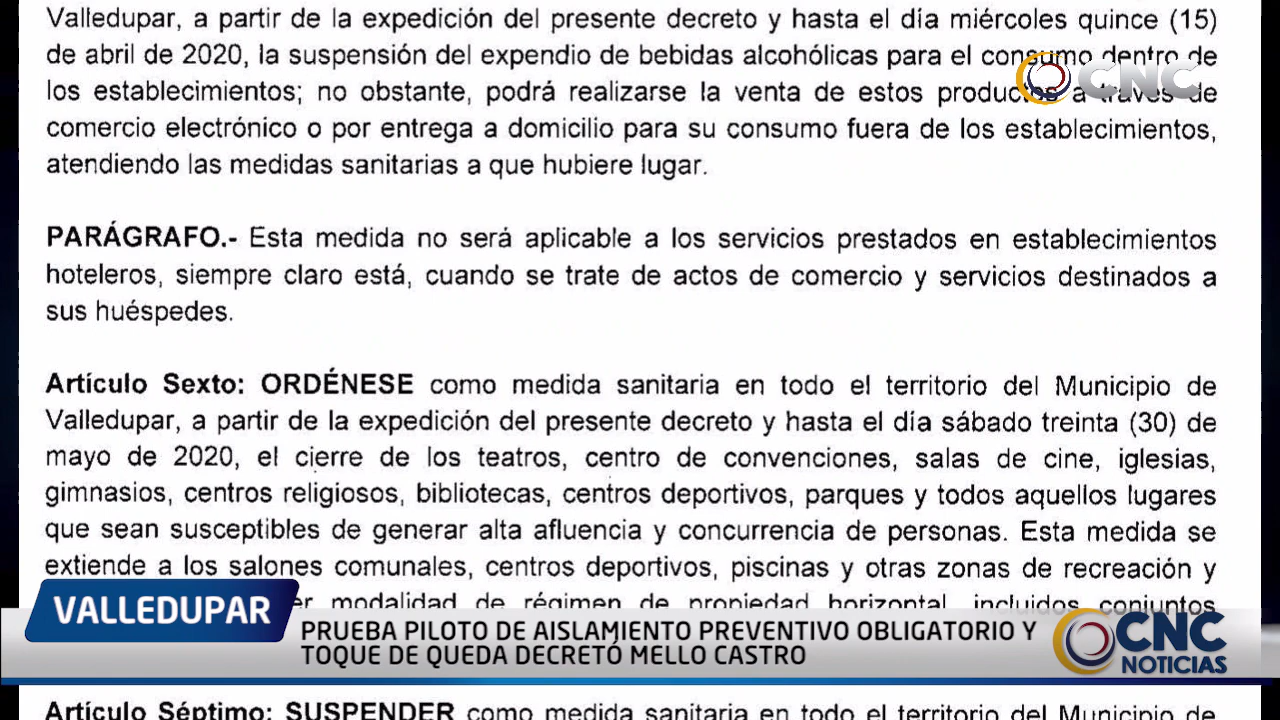 Valledupar, a partir de la expedición del presente decreto y hasta el día miércoles quince (15)
de abril de 2020, la suspensión del expendio de bebidas alcohólicas para el consumo dentro de
los establecimientos; no obstante, podrá realizarse la venta de estos productos a través de
CNC
comercio electrónico o por entrega a domicilio para su consumo fuera de los establecimientos,
atendiendo las medidas sanitarias a que hubiere lugar.
PARÁGRAFO.- Esta medida no será aplicable a los servicios prestados en establecimientos
hoteleros, siempre claro está, cuando se trate de actos de comercio y servicios destinados a
sus huéspedes.
Artículo Sexto: ORDÉNESE como medida sanitaria en todo el territorio del Municipio de
Valledupar, a partir de la expedición del presente decreto y hasta el día sábado treinta (30) de
mayo de 2020, el cierre de los teatros, centro de convenciones, salas de cine, iglesias,
gimnasios, centros religiosos, bibliotecas, centros deportivos, parques y todos aquellos lugares
que sean susceptibles de generar alta afluencia y concurrencia de personas. Esta medida se
extiende a los salones comunales, centros deportivos, piscinas y otras zonas de recreación y
modalidad de régimen de propiedad horizontal, incluidos conjuntos
VALLEDUPAR
PRUEBA PILOTO DE AISLAMIENTO PREVENTIVO OBLIGATORIO Y
TOQUE DE QUEDA DECRETÓ MELLO CASTRO
CNC
NOTICIAS
Artículo Séptimo: SUSPENDER como medida sanitaria en todo el territorio del Municipio de